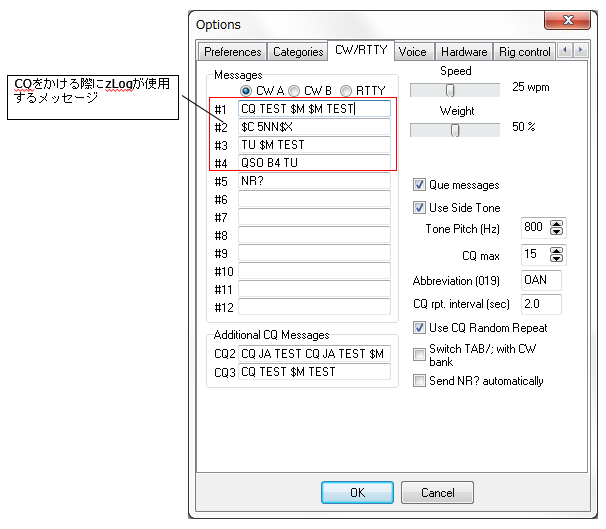 Options
Preferences Categories CW/RTTY Voice Hardware Rig control
CQをかける際にzLogが使用
するメッセージ
Messages
CW A CW B RTTY
#1 CQ TEST $M $M TEST
#2 $C 5NN$X
#3 TU $M TEST
#4 QSO B4 TU
#5 NR?
#6
#7
#8
#9
#10
#11
#12
Additional CQ Messages
CQ2 CQ JA TEST CQ JA TEST $M
CQ3 CQ TEST $M TEST
Speed
25 wpm
Weight
50 %
Que messages
Use Side Tone
Tone Pitch (Hz) 800
CQ max 15
Abbreviation (019) OAN
CQ rpt. interval (sec) 2.0
Use CQ Random Repeat
Switch TAB/; with CW
bank
Send NR? automatically
OK Cancel